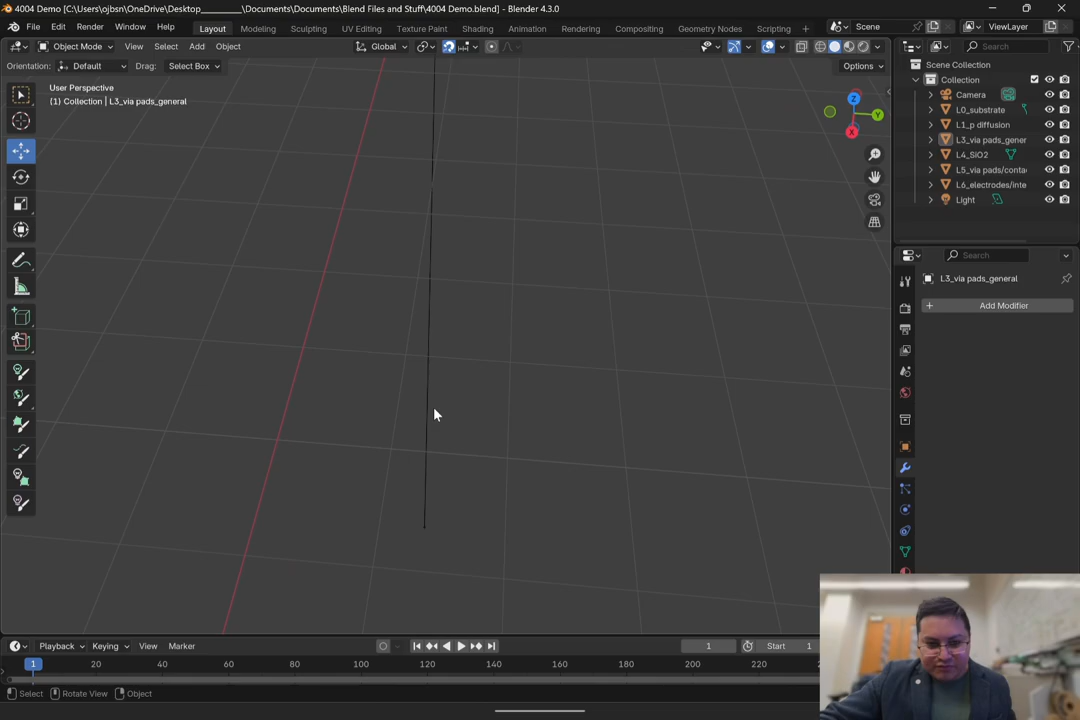 4004 Demo [C:\Users\ojbsn\OneDrive\Desktop__________\Documents\Documents\Blend Files and Stuff\4004 Demo.blend] - Blender 4.3.0
File Edit Render Window Help Layout Modeling Sculpting UV Editing Texture Paint Shading Animation Rendering Compositing Geometry Nodes Scripting + Scene ViewLayer
Object Mode View Select Add Object Global Search
Orientation: Default Drag: Select Box Options
Scene Collection
User Perspective
Collection
(1) Collection | L3_via pads_general
Camera
Z
Y
X
L0_substrate
L1_p diffusion
L3_via pads_gener
L4_SiO2
L5_via pads/conta
L6_electrodes/inte
Light
Search
L3_via pads_general
+ Add Modifier
Playback Keying View Marker 1 Start 1
1 20 40 60 80 100 120 140 160 180 200 220
Select Rotate View Object